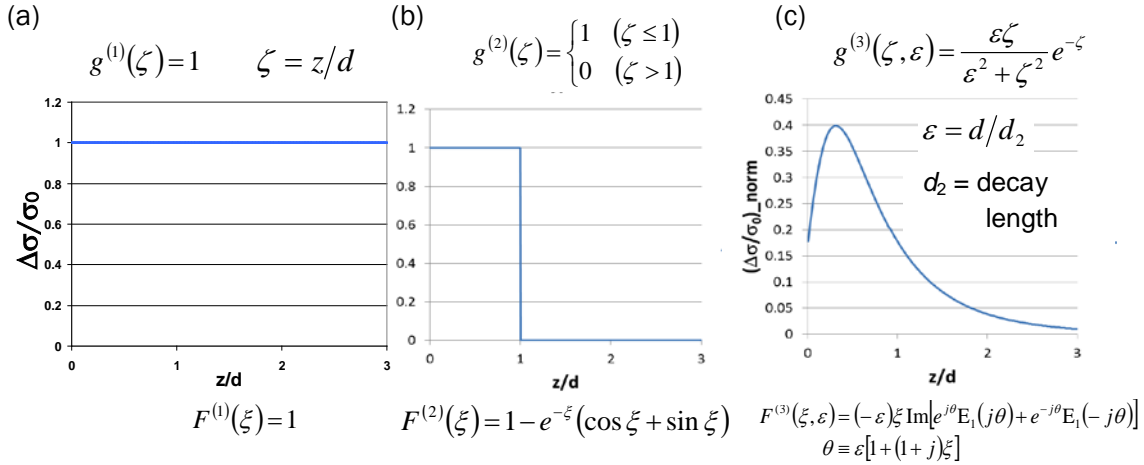 (a)
g⁽¹⁾(ζ)=1 ζ = z/d
1.2
1
0.8
0.6
0.4
0.2
0
Δσ/σ₀
0 1 2 3
z/d
F⁽¹⁾(ξ)=1
(b)
g⁽²⁾(ζ)={1 (ζ ≤ 1)
0 (ζ > 1)
1.2
1
0.8
0.6
0.4
0.2
0
0 1 2 3
z/d
F⁽²⁾(ξ)=1−e^{−ξ}(cos ξ + sin ξ)
(c)
g⁽³⁾(ζ,ε)= εζ/(ε²+ζ²) e^{−ζ}
0.45
0.4
0.35
0.3
0.25
0.2
0.15
0.1
0.05
0
(Δσ/σ₀)_norm
ε = d/d₂
d₂ = decay
length
0 1 2 3
z/d
F⁽³⁾(ξ,ε)=(−ε)ξ Im[e^{jθ}E₁(jθ)+e^{−jθ}E₁(−jθ)]
θ ≡ ε[1+(1+j)ξ]